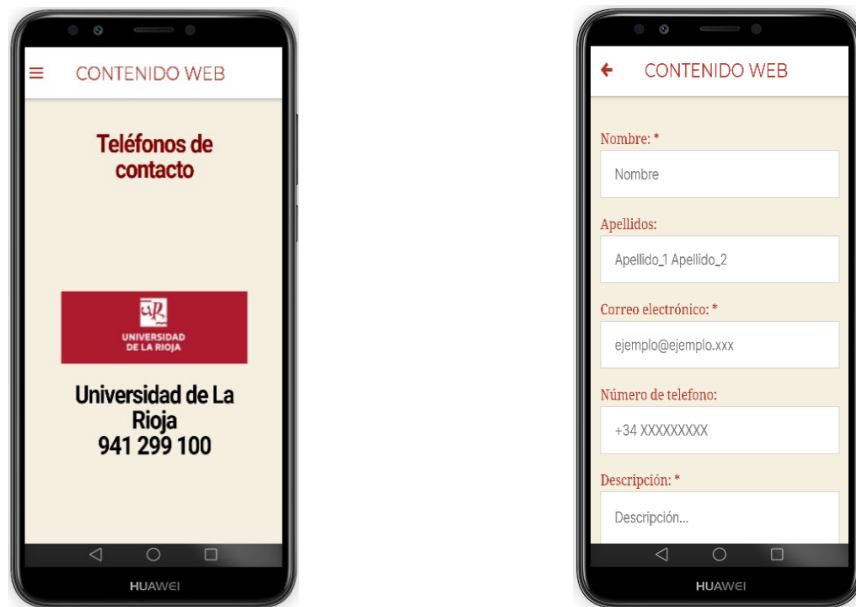 CONTENIDO WEB
Teléfonos de
contacto
UR
UNIVERSIDAD
DE LA RIOJA
Universidad de La
Rioja
941 299 100
HUAWEI
CONTENIDO WEB
Nombre: *
Nombre
Apellidos:
Apellido_1 Apellido_2
Correo electrónico: *
ejemplo@ejemplo.xxx
Número de telefono:
+34 XXXXXXXXX
Descripción: *
Descripción...
HUAWEI